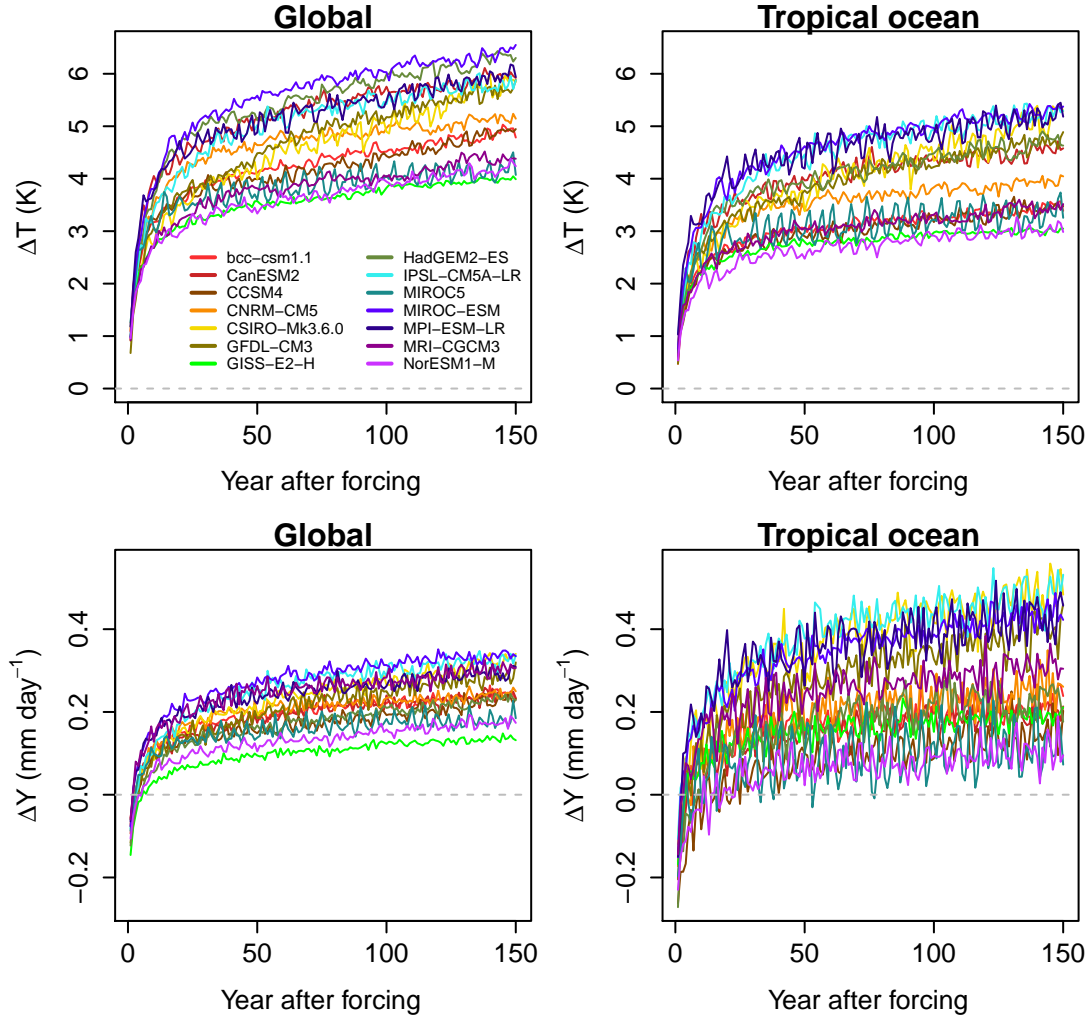 Global
ΔT (K)
6
5
4
3
2
1
0
bcc−csm1.1
CanESM2
CCSM4
CNRM−CM5
CSIRO−Mk3.6.0
GFDL−CM3
GISS−E2−H
HadGEM2−ES
IPSL−CM5A−LR
MIROC5
MIROC−ESM
MPI−ESM−LR
MRI−CGCM3
NorESM1−M
0 50 100 150
Year after forcing
Tropical ocean
ΔT (K)
6
5
4
3
2
1
0
0 50 100 150
Year after forcing
Global
ΔY (mm day⁻¹)
0.4
0.2
0.0
−0.2
0 50 100 150
Year after forcing
Tropical ocean
ΔY (mm day⁻¹)
0.4
0.2
0.0
−0.2
0 50 100 150
Year after forcing